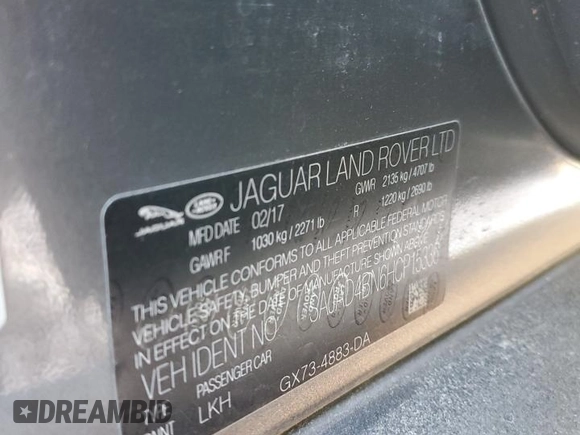 JAGUAR LAND ROVER LTD
JAGUAR
MFD DATE 02/17 GVWR 2135 kg / 4707 lb
GAWR F 1030 kg / 2271 lb R 1220 kg / 2690 lb
THIS VEHICLE CONFORMS TO ALL APPLICABLE FEDERAL MOTOR
VEHICLE SAFETY, BUMPER AND THEFT PREVENTION STANDARDS
IN EFFECT ON THE DATE OF MANUFACTURE SHOWN ABOVE
VEH IDENT NO
PASSENGER CAR
LKH GX73-4883-DA
DREAMBID